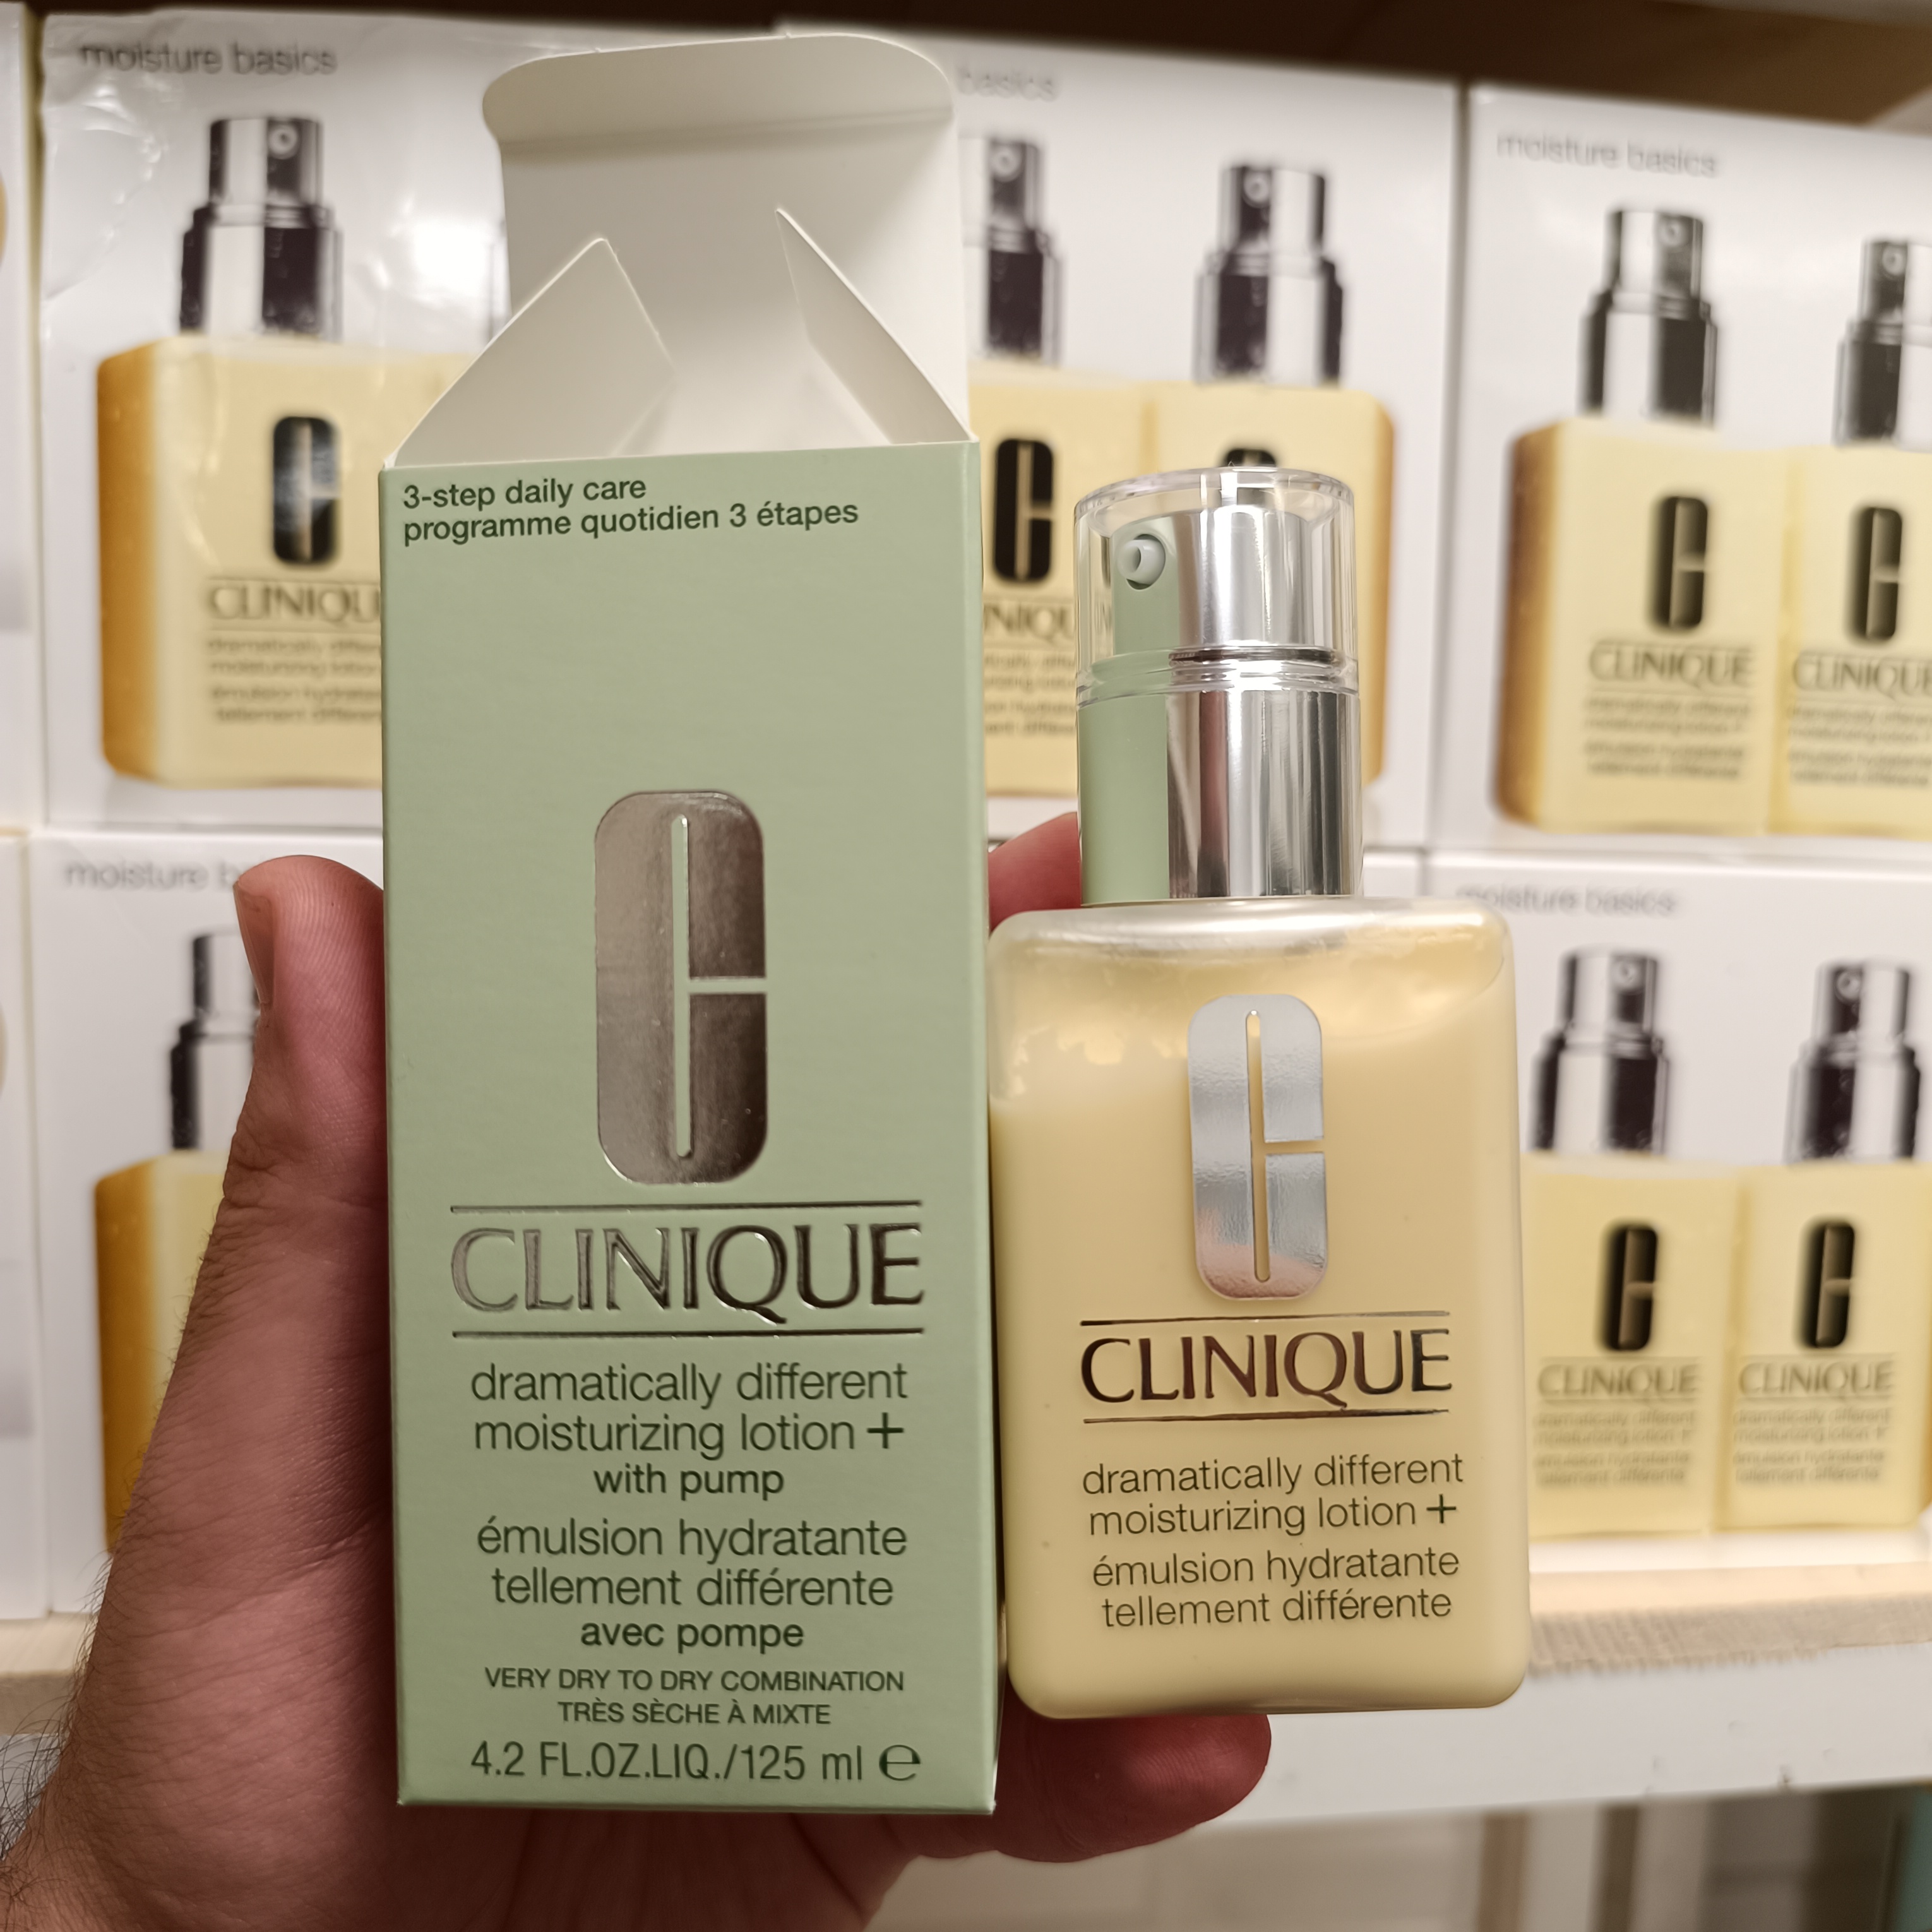 moisture basics
basics
moisture basics
CLINIQU
3-step daily care
programme quotidien 3 étapes
CLINIQUE
dramatically different
moisturizing lotion +
with pump
émulsion hydratante
tellement différente
avec pompe
VERY DRY TO DRY COMBINATION
TRÈS SÈCHE À MIXTE
4.2 FL.OZ.LIQ./125 ml ℮
CLINIQUE
dramatically different
moisturizing lotion +
émulsion hydratante
tellement différente
CLINIQUE
CLINIQUE
moisture b
moisture basics
CLINIQUE
CLINIQUE